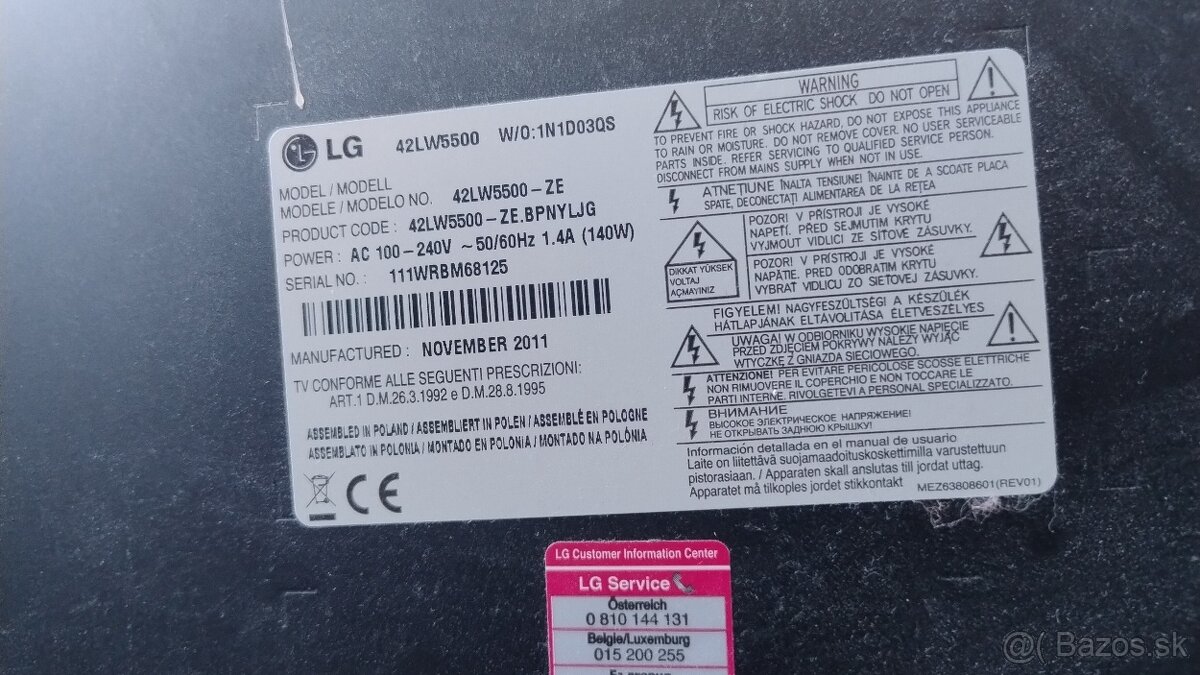 LG 42LW5500 W/O:1N1D03QS
MODEL / MODELL
MODELE / MODELO NO. 42LW5500-ZE
PRODUCT CODE : 42LW5500-ZE.BPNYLJG
POWER : AC 100-240V ~50/60Hz 1.4A (140W)
SERIAL NO. : 111WRBM68125
MANUFACTURED : NOVEMBER 2011
TV CONFORME ALLE SEGUENTI PRESCRIZIONI:
ART.1 D.M.26.3.1992 e D.M.28.8.1995
ASSEMBLED IN POLAND / ASSEMBLIERT IN POLEN / ASSEMBLÉ EN POLOGNE
ASSEMBLATO IN POLONIA / MONTADO EN POLONIA / MONTADO NA POLÔNIA
CE
WARNING
RISK OF ELECTRIC SHOCK DO NOT OPEN
TO PREVENT FIRE OR SHOCK HAZARD, DO NOT EXPOSE THIS APPLIANCE
TO RAIN OR MOISTURE. DO NOT REMOVE COVER. NO USER SERVICEABLE
PARTS INSIDE. REFER SERVICING TO QUALIFIED SERVICE PERSON.
DISCONNECT FROM MAINS SUPPLY WHEN NOT IN USE.
ATNEŢIUNE ÎNALTA TENSIUNE! ÎNAINTE DE A SCOATE PLACA
SPATE, DECONECTAŢI ALIMENTAREA DE LA REŢEA
DIKKAT YÜKSEK
VOLTAJ
AÇMAYINIZ
POZOR! V PŘÍSTROJI JE VYSOKÉ
NAPĚTÍ. PŘED SEJMUTIM KRYTU
VYJMOUT VIDLICI ZE SÍŤOVÉ ZÁSUVKY.
POZOR! V PRÍSTROJI JE VYSOKÉ
NAPÄTIE. PRED ODOBRATIM KRYTU
VYBRAŤ VIDLICU ZO SIEŤOVEJ ZÁSUVKY.
FIGYELEM! NAGYFESZÜLTSÉG! A KÉSZÜLÉK
HÁTLAPJÁNAK ELTÁVOLÍTÁSA ÉLETVESZÉLYES
UWAGA! W ODBIORNIKU WYSOKIE NAPIĘCIE
PRZED ZDJĘCIEM POKRYWY NALEŻY WYJĄĆ
WTYCZKĘ Z GNIAZDA SIECIOWEGO.
ATTENZIONE! PER EVITARE PERICOLOSE SCOSSE ELETTRICHE
NON RIMUOVERE IL COPERCHIO E NON TOCCARE LE
PARTI INTERNE. RIVOLGETEVI A PERSONAL SPECIALIZZATO.
ВНИМАНИЕ
ВЫСОКОЕ ЭЛЕКТРИЧЕСКОЕ НАПРЯЖЕНИЕ!
НЕ ОТКРЫВАТЬ ЗАДНЮЮ КРЫШКУ!
Información detallada en el manual de usuario
Laite on liitettävä suojamaadoituskoskettimilla varustettuun
pistorasiaan. / Apparaten skall anslutas till jordat uttag.
Apparatet må tilkoples jordet stikkontakt MEZ63808601(REV01)
LG Customer Information Center
LG Service
Österreich
0 810 144 131
Belgie/Luxemburg
015 200 255
@( Bazos.sk